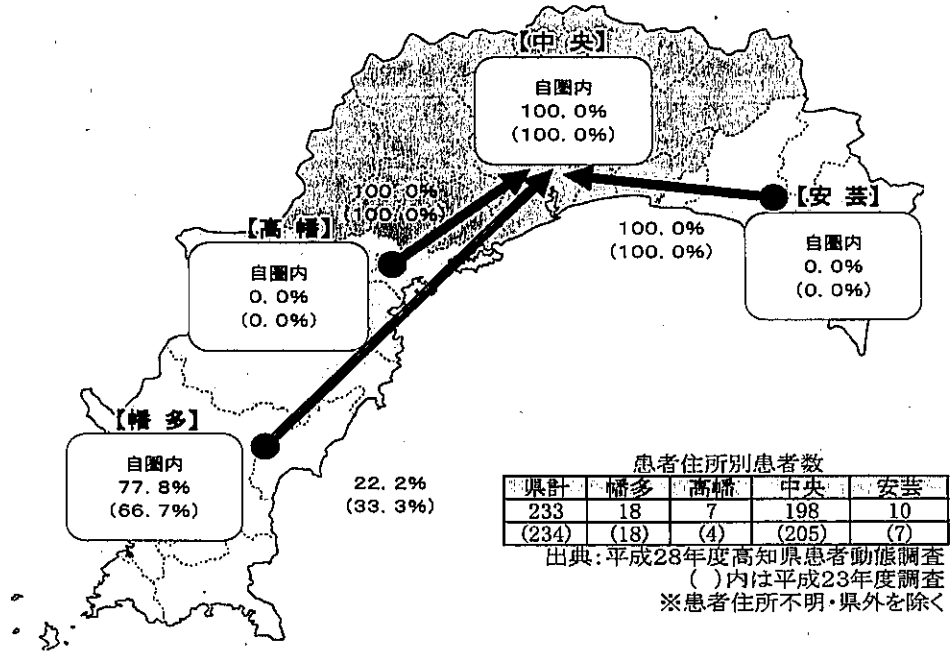 【中 央】
自圏内
100.0%
(100.0%)
100.0%
(100.0%)
【高 幡】
自圏内
0.0%
(0.0%)
【安 芸】
自圏内
0.0%
(0.0%)
100.0%
(100.0%)
【幡 多】
自圏内
77.8%
(66.7%)
22.2%
(33.3%)
患者住所別患者数
県計 幡多 高幡 中央 安芸
233 18 7 198 10
(234) (18) (4) (205) (7)
出典:平成28年度高知県患者動態調査
( )内は平成23年度調査
※患者住所不明・県外を除く